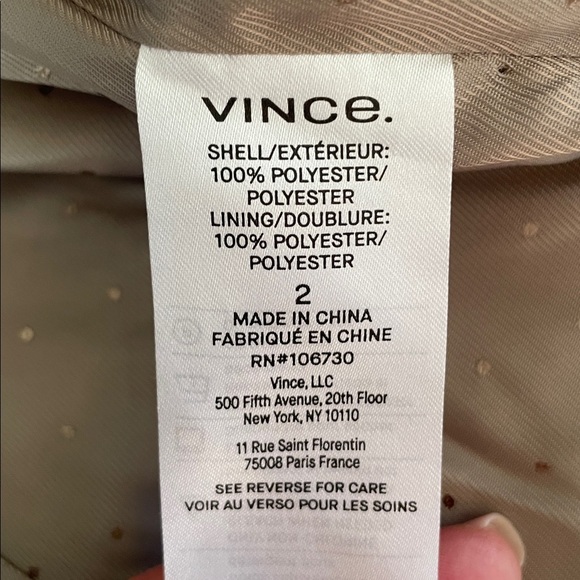 VINCE.
SHELL/EXTÉRIEUR:
100% POLYESTER/
POLYESTER
LINING/DOUBLURE:
100% POLYESTER/
POLYESTER
2
MADE IN CHINA
FABRIQUÉ EN CHINE
RN#106730
Vince, LLC
500 Fifth Avenue, 20th Floor
New York, NY 10110
11 Rue Saint Florentin
75008 Paris France
SEE REVERSE FOR CARE
VOIR AU VERSO POUR LES SOINS